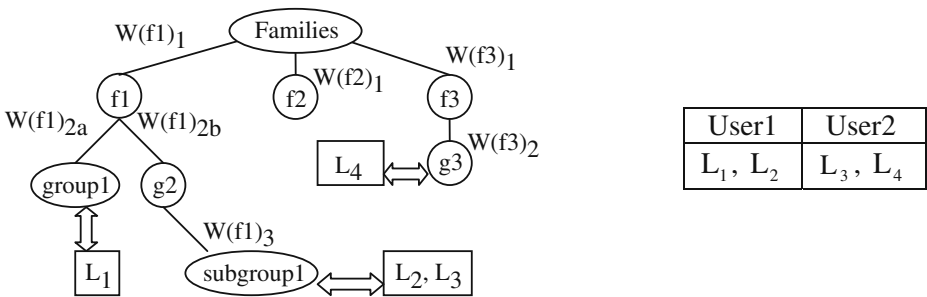 Families
W(f1)₁
W(f2)₁
W(f3)₁
f1
f2
f3
W(f1)₂ₐ
W(f1)₂b
W(f3)₂
group1
g2
L₄
g3
W(f1)₃
L₁
subgroup1
L₂, L₃
User1 User2
L₁, L₂ L₃, L₄